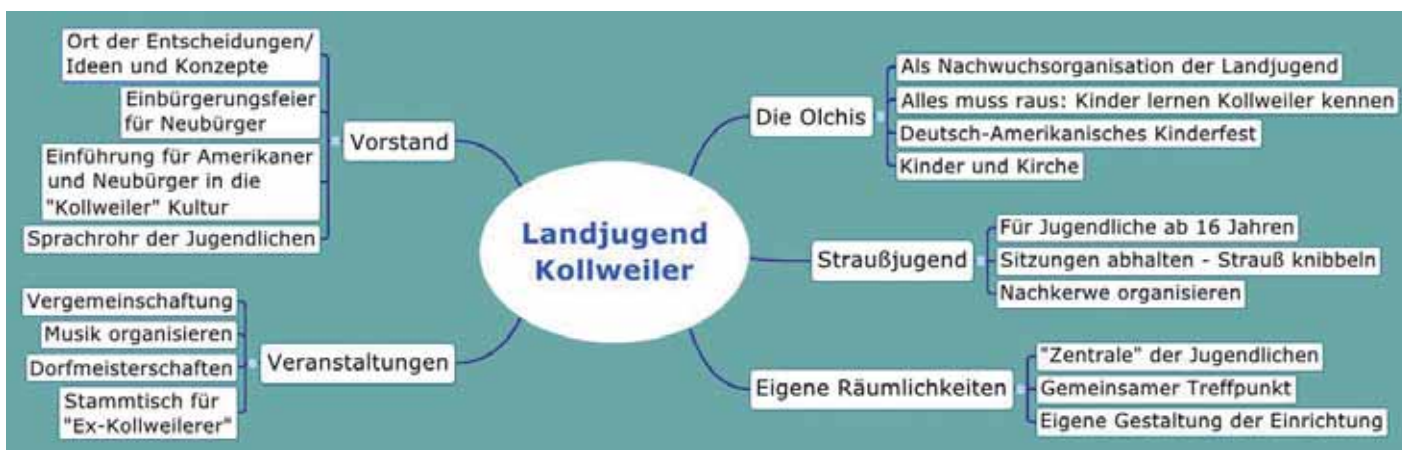 Landjugend
Kollweiler
Vorstand
Ort der Entscheidungen/
Ideen und Konzepte
Einbürgerungsfeier
für Neubürger
Einführung für Amerikaner
und Neubürger in die
"Kollweiler" Kultur
Sprachrohr der Jugendlichen
Veranstaltungen
Vergemeinschaftung
Musik organisieren
Dorfmeisterschaften
Stammtisch für
"Ex-Kollweilerer"
Die Olchis
Als Nachwuchsorganisation der Landjugend
Alles muss raus: Kinder lernen Kollweiler kennen
Deutsch-Amerikanisches Kinderfest
Kinder und Kirche
Straußjugend
Für Jugendliche ab 16 Jahren
Sitzungen abhalten - Strauß knibbeln
Nachkerwe organisieren
Eigene Räumlichkeiten
"Zentrale" der Jugendlichen
Gemeinsamer Treffpunkt
Eigene Gestaltung der Einrichtung